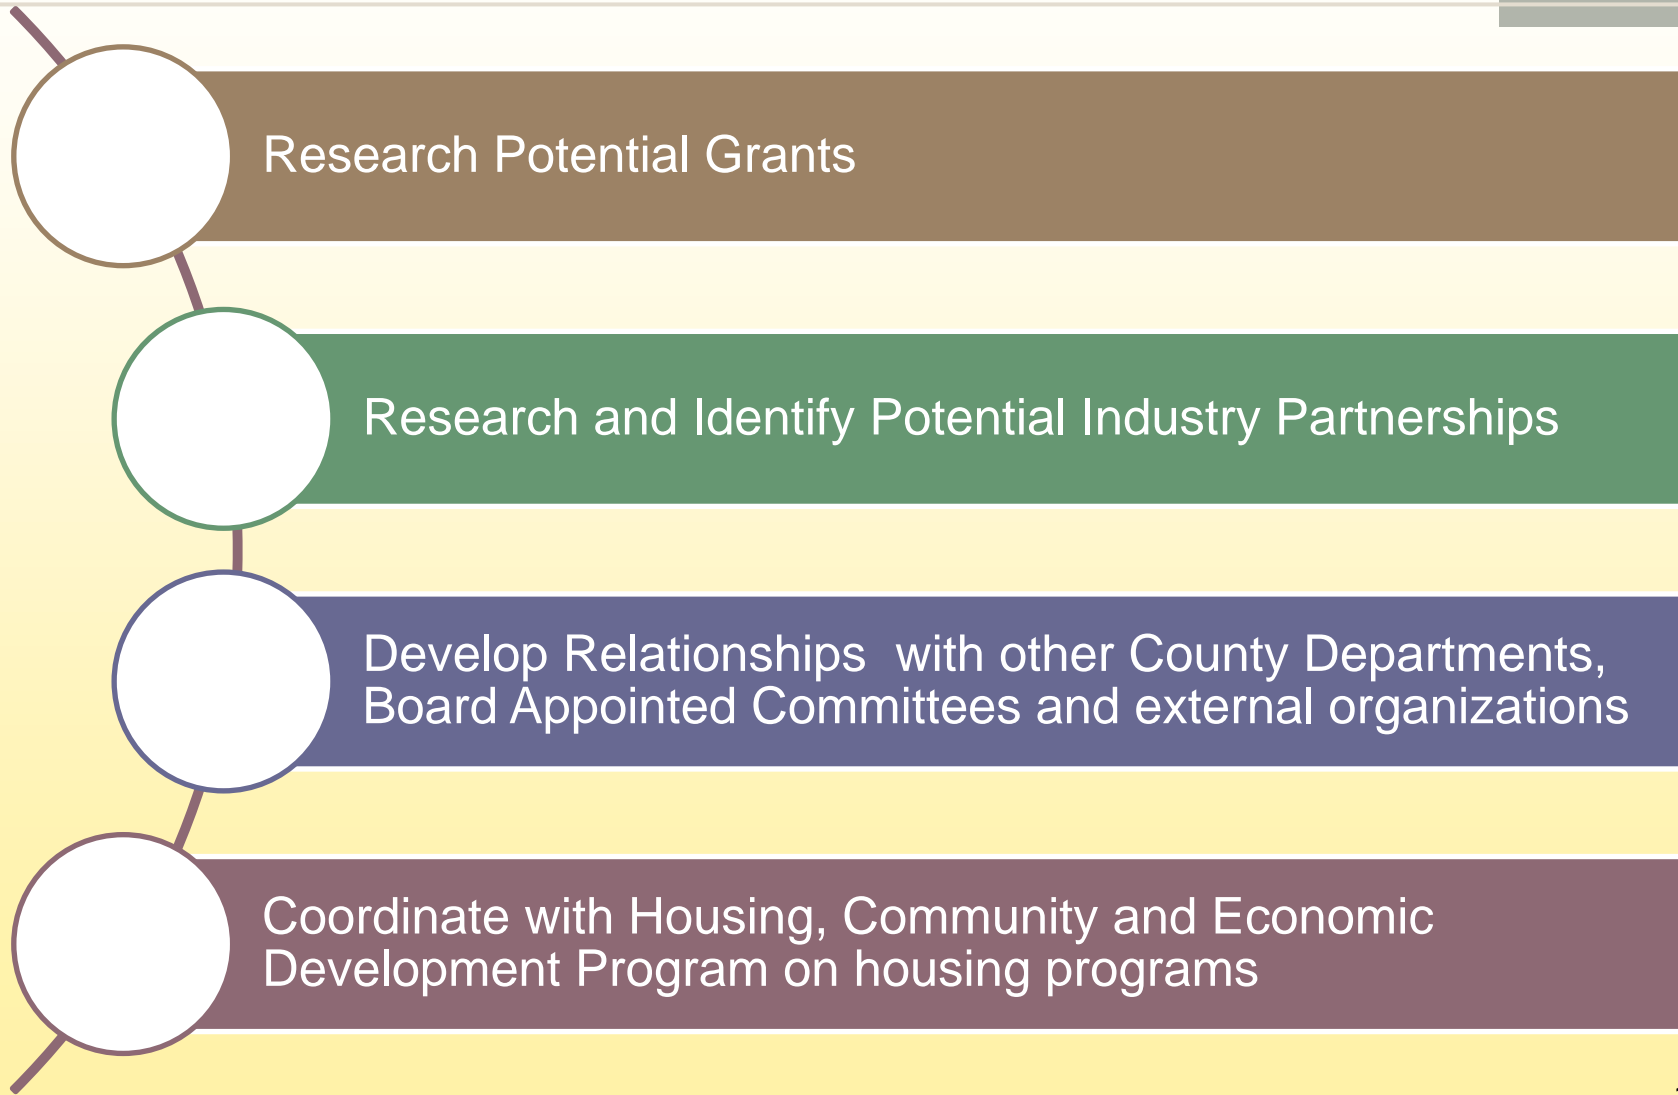 Research Potential Grants
Research and Identify Potential Industry Partnerships
Develop Relationships  with other County Departments,
Board Appointed Committees and external organizations
Coordinate with Housing, Community and Economic
Development Program on housing programs